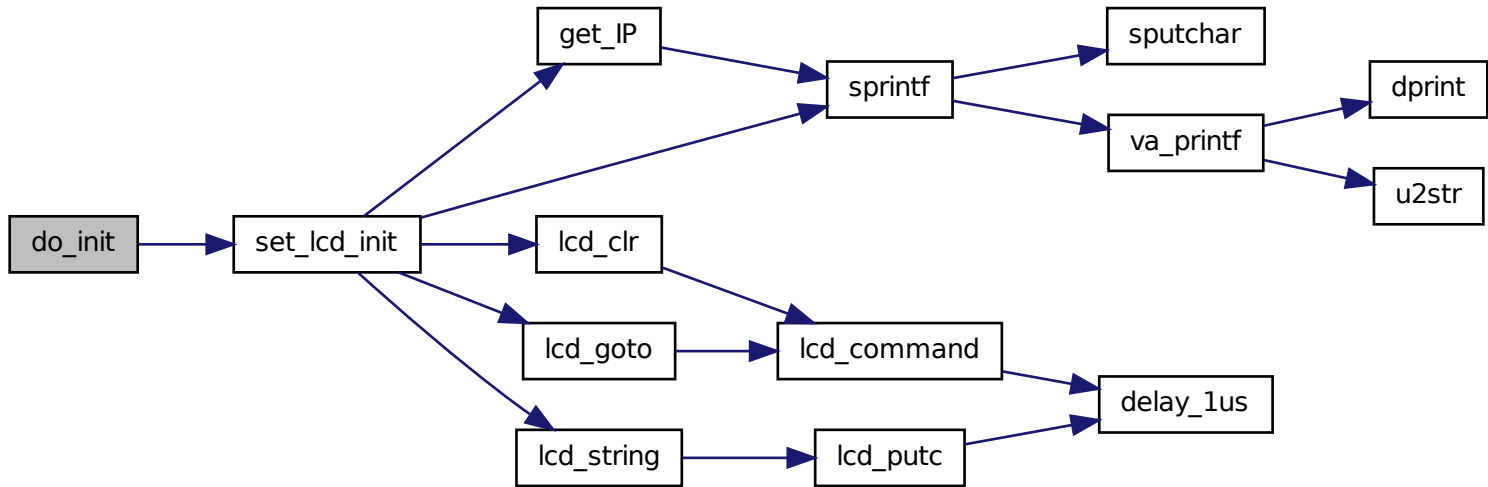 get_IP
sputchar
sprintf
dprint
va_printf
u2str
do_init
set_lcd_init
lcd_clr
lcd_goto
lcd_command
delay_1us
lcd_string
lcd_putc